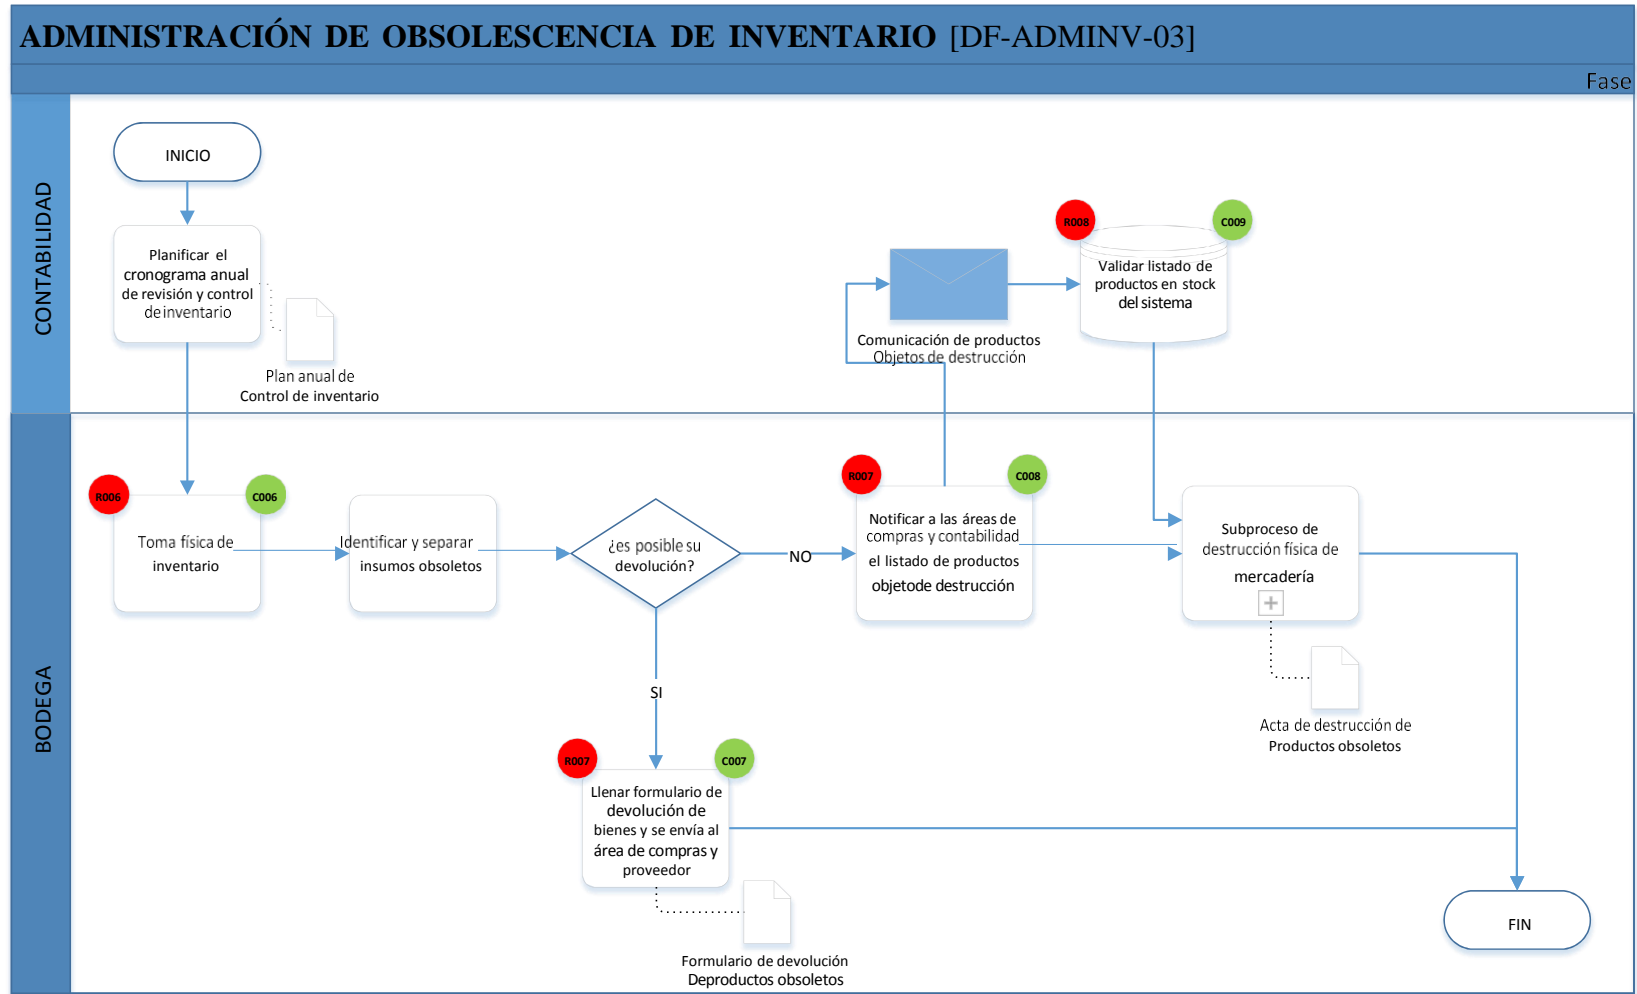 ADMINISTRACIÓN DE OBSOLESCENCIA DE INVENTARIO [DF-ADMINV-03]
Fase
CONTABILIDAD
INICIO
Planificar el
cronograma anual
de revisión y control
deinventario
Plan anual de
Control de inventario
Comunicación de productos
Objetos de destrucción
R008
C009
Validar listado de
productos en stock
del sistema
BODEGA
R006
C006
Toma física de
inventario
Identificar y separar
insumos obsoletos
¿es posible su
devolución?
NO
SI
R007
C008
Notificar a las áreas de
compras y contabilidad
el listado de productos
objetode destrucción
Subproceso de
destrucción física de
mercadería
Acta de destrucción de
Productos obsoletos
R007
C007
Llenar formulario de
devolución de
bienes y se envía al
área de compras y
proveedor
Formulario de devolución
Deproductos obsoletos
FIN